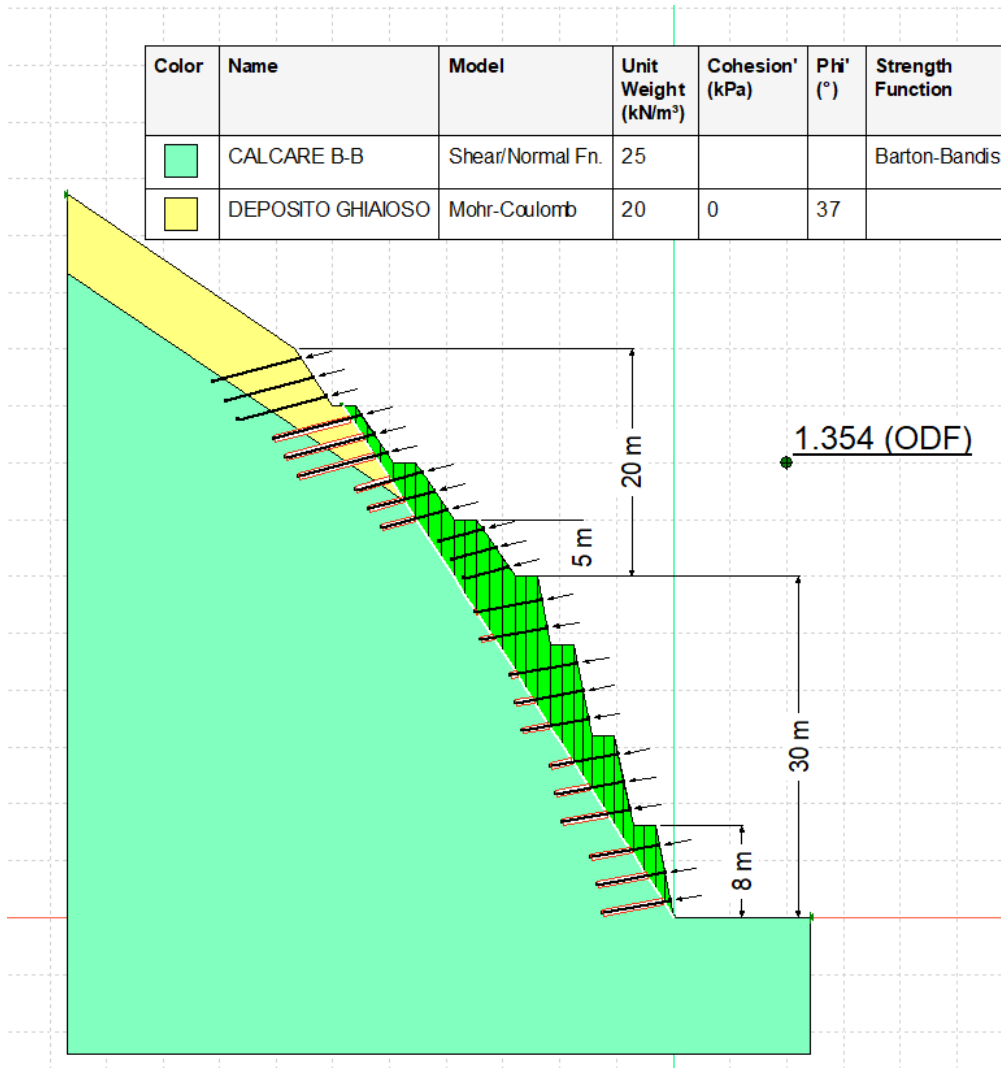 Color Name Model Unit Weight (kN/m³) Cohesion' (kPa) Phi' (°) Strength Function
CALCARE B-B Shear/Normal Fn. 25 Barton-Bandis
DEPOSITO GHIAIOSO Mohr-Coulomb 20 0 37
1.354 (ODF)
20 m
5 m
30 m
8 m